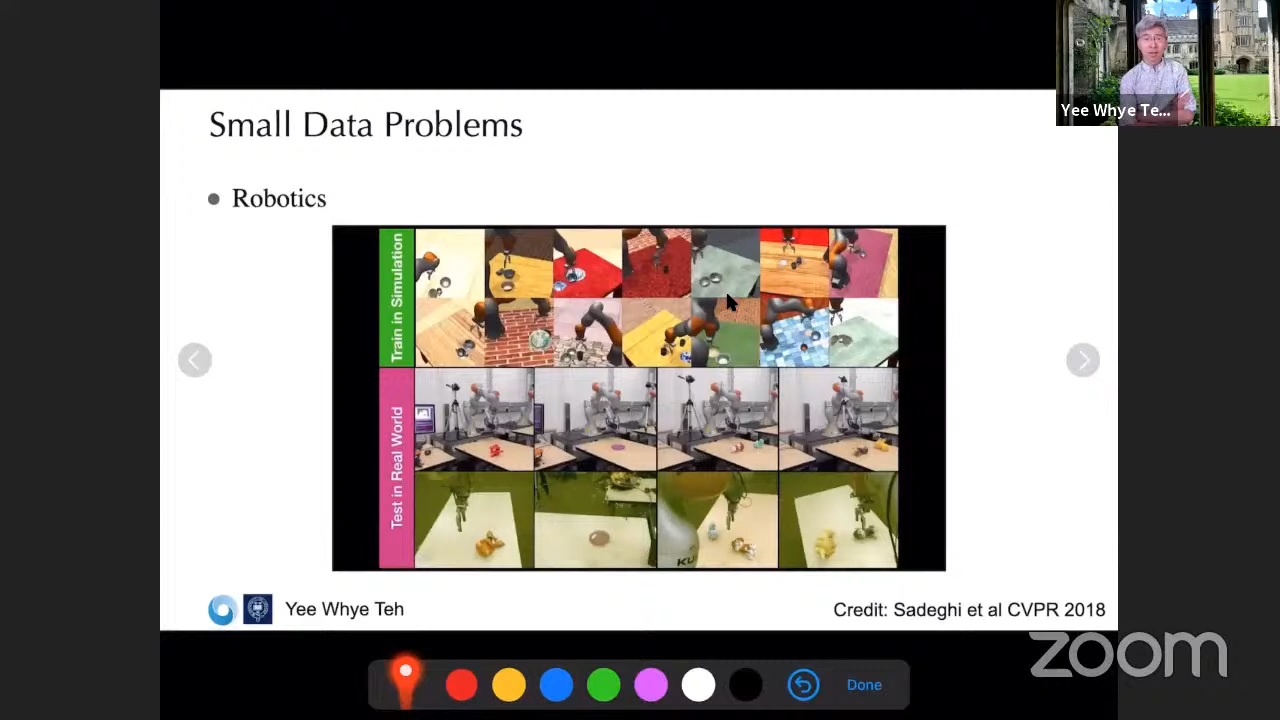 Yee Whye Te...
Small Data Problems
Robotics
Train in Simulation
Test in Real World
KU
Yee Whye Teh
Credit: Sadeghi et al CVPR 2018
zoom
Done